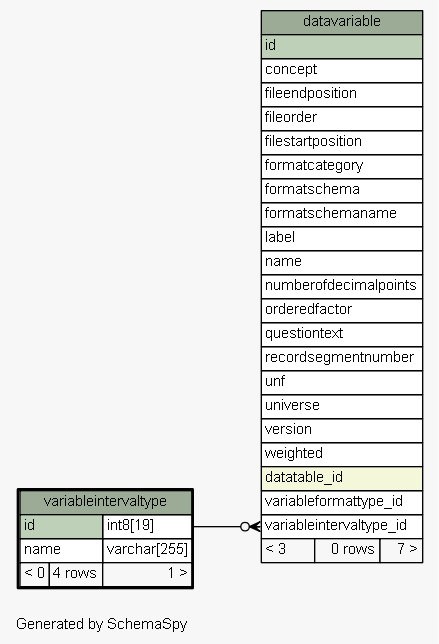 datavariable
id
concept
fileendposition
fileorder
filestartposition
formatcategory
formatschema
formatschemaname
label
name
numberofdecimalpoints
orderedfactor
questiontext
recordsegmentnumber
unf
universe
version
weighted
datatable_id
variableformattype_id
variableintervaltype_id
< 3 0 rows 7 >
variableintervaltype
id int8[19]
name varchar[255]
< 0 4 rows 1 >
Generated by SchemaSpy